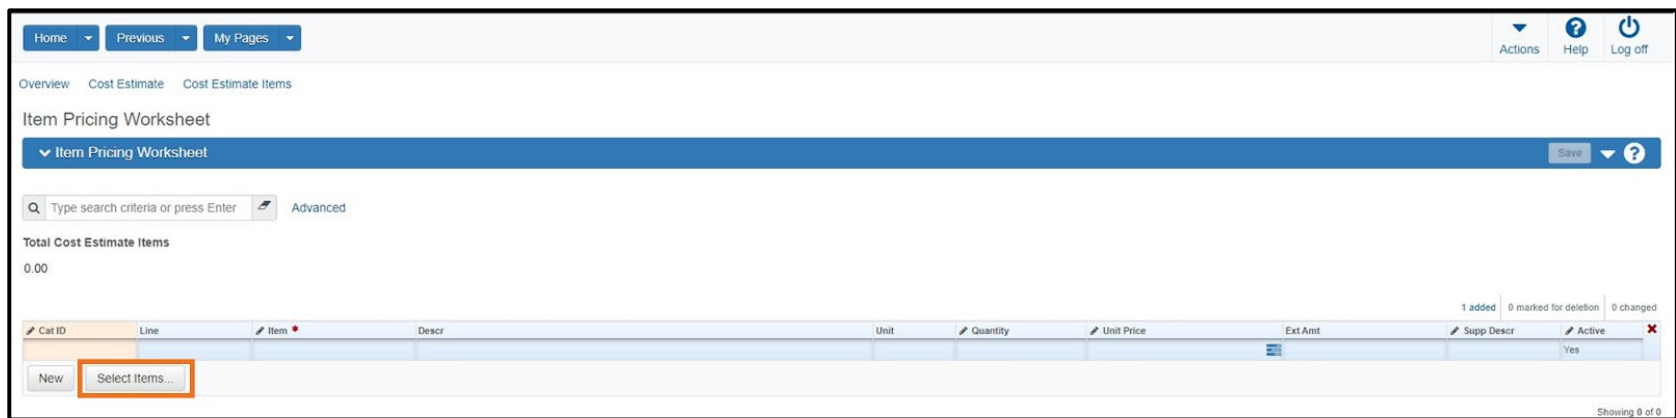 Home Previous My Pages Actions Help Log off
Overview Cost Estimate Cost Estimate Items
Item Pricing Worksheet
Item Pricing Worksheet Save
Type search criteria or press Enter Advanced
Total Cost Estimate Items
0.00
1 added 0 marked for deletion 0 changed
Cat ID Line Item * Descr Unit Quantity Unit Price Ext Amt Supp Descr Active
Yes
New Select Items...
Showing 0 of 0